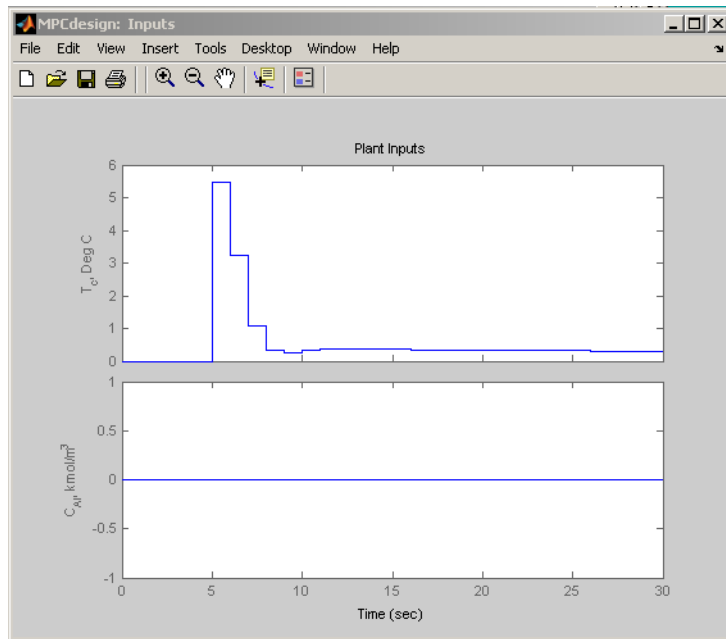 MPCdesign: Inputs
File Edit View Insert Tools Desktop Window Help
Plant Inputs
6
5
4
3
2
1
0
T_c, Deg C
1
0.5
0
-0.5
-1
C_AI, kmol/m³
0 5 10 15 20 25 30
Time (sec)